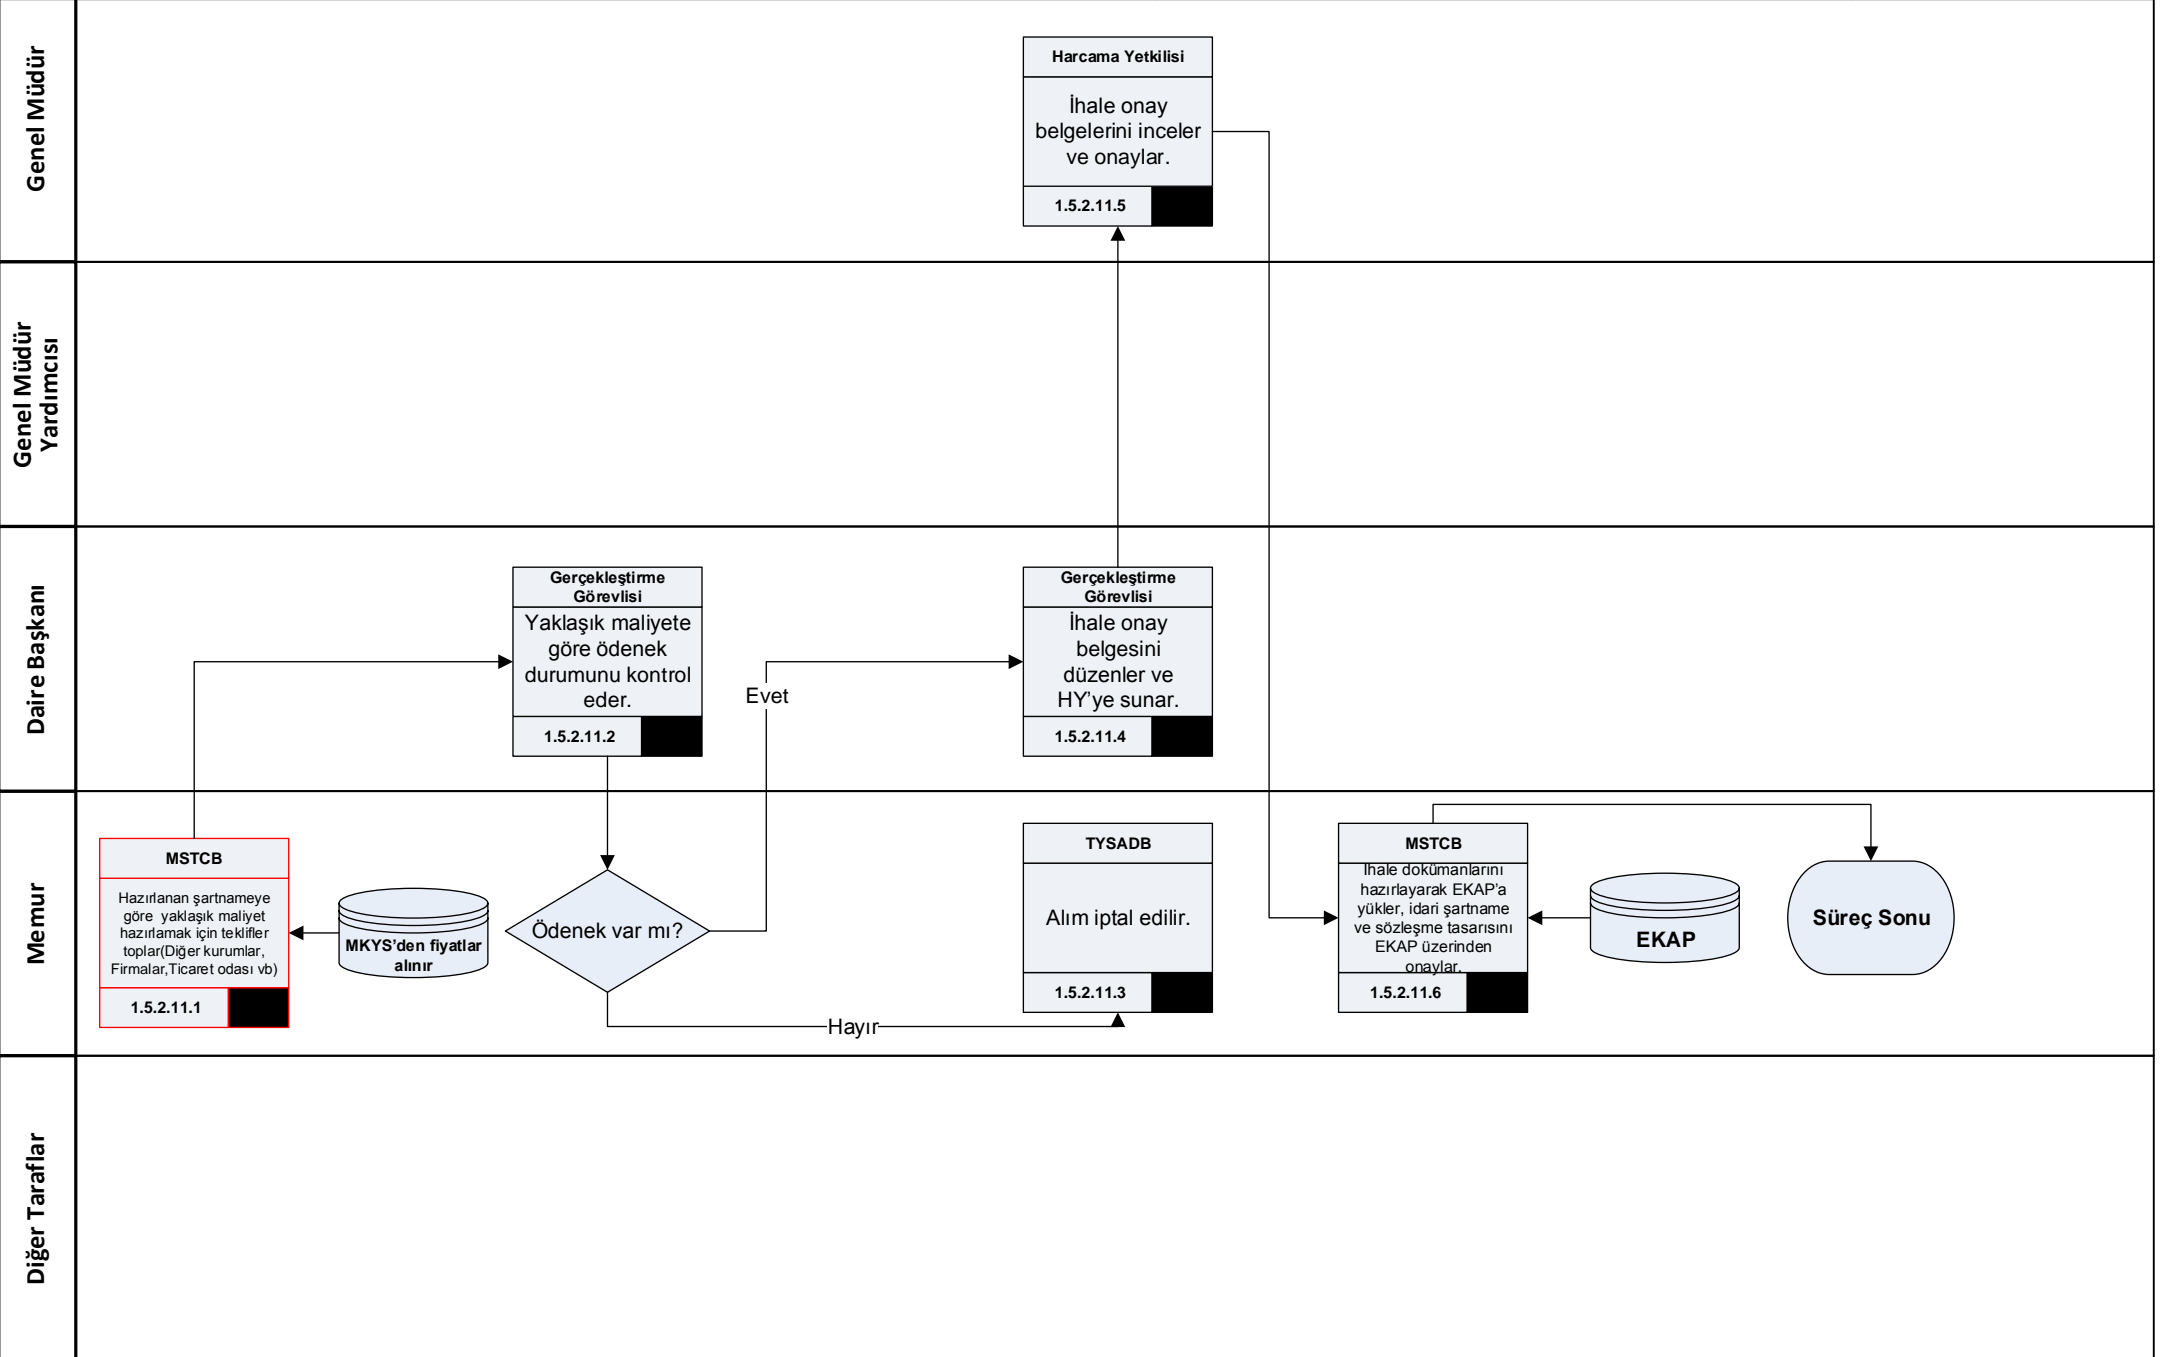 Genel Müdür
Harcama Yetkilisi
İhale onay
belgelerini inceler
ve onaylar.
1.5.2.11.5
Genel Müdür
Yardımcısı
Daire Başkanı
Gerçekleştirme
Görevlisi
Yaklaşık maliyete
göre ödenek
durumunu kontrol
eder.
1.5.2.11.2
Evet
Gerçekleştirme
Görevlisi
İhale onay
belgesini
düzenler ve
HY’ye sunar.
1.5.2.11.4
Memur
MSTCB
Hazırlanan şartnameye
göre yaklaşık maliyet
hazırlamak için teklifler
toplar(Diğer kurumlar,
Firmalar,Ticaret odası vb)
1.5.2.11.1
MKYS’den fiyatlar
alınır
Ödenek var mı?
Hayır
TYSADB
Alım iptal edilir.
1.5.2.11.3
MSTCB
İhale dokümanlarını
hazırlayarak EKAP’a
yükler, idari şartname
ve sözleşme tasarısını
EKAP üzerinden
onaylar.
1.5.2.11.6
EKAP
Süreç Sonu
Diğer Taraflar